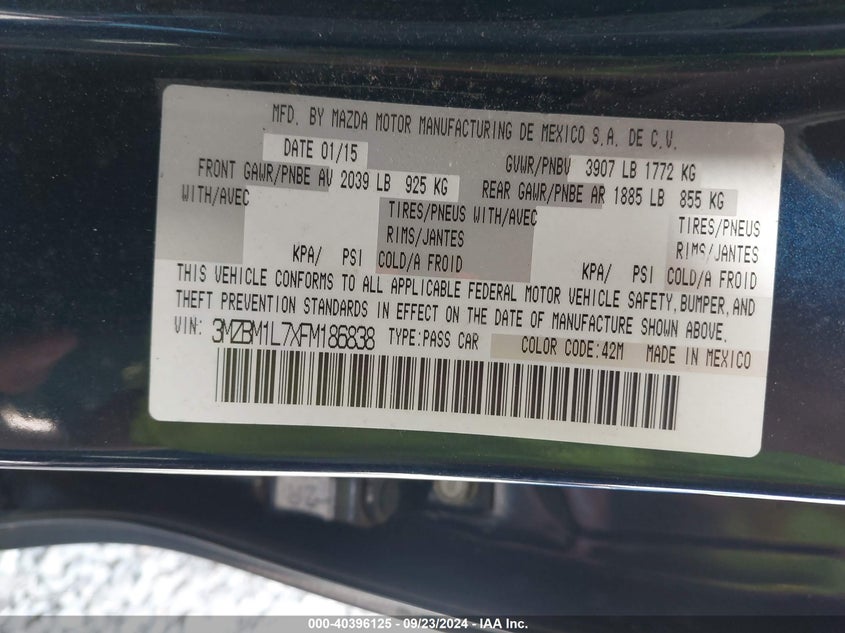 MFD. BY MAZDA MOTOR MANUFACTURING DE MEXICO S.A. DE C.V.
DATE 01/15 GVWR/PNBV 3907 LB 1772 KG
FRONT GAWR/PNBE AV 2039 LB 925 KG REAR GAWR/PNBE AR 1885 LB 855 KG
WITH/AVEC TIRES/PNEUS WITH/AVEC TIRES/PNEUS
RIMS/JANTES RIMS/JANTES
KPA/ PSI COLD/A FROID KPA/ PSI COLD/A FROID
THIS VEHICLE CONFORMS TO ALL APPLICABLE FEDERAL MOTOR VEHICLE SAFETY, BUMPER, AND
THEFT PREVENTION STANDARDS IN EFFECT ON THE DATE OF MANUFACTURE SHOWN ABOVE.
VIN: 3MZBM1L7XFM186838 TYPE:PASS CAR COLOR CODE:42M MADE IN MEXICO
000-40396125 - 09/23/2024 - IAA Inc.